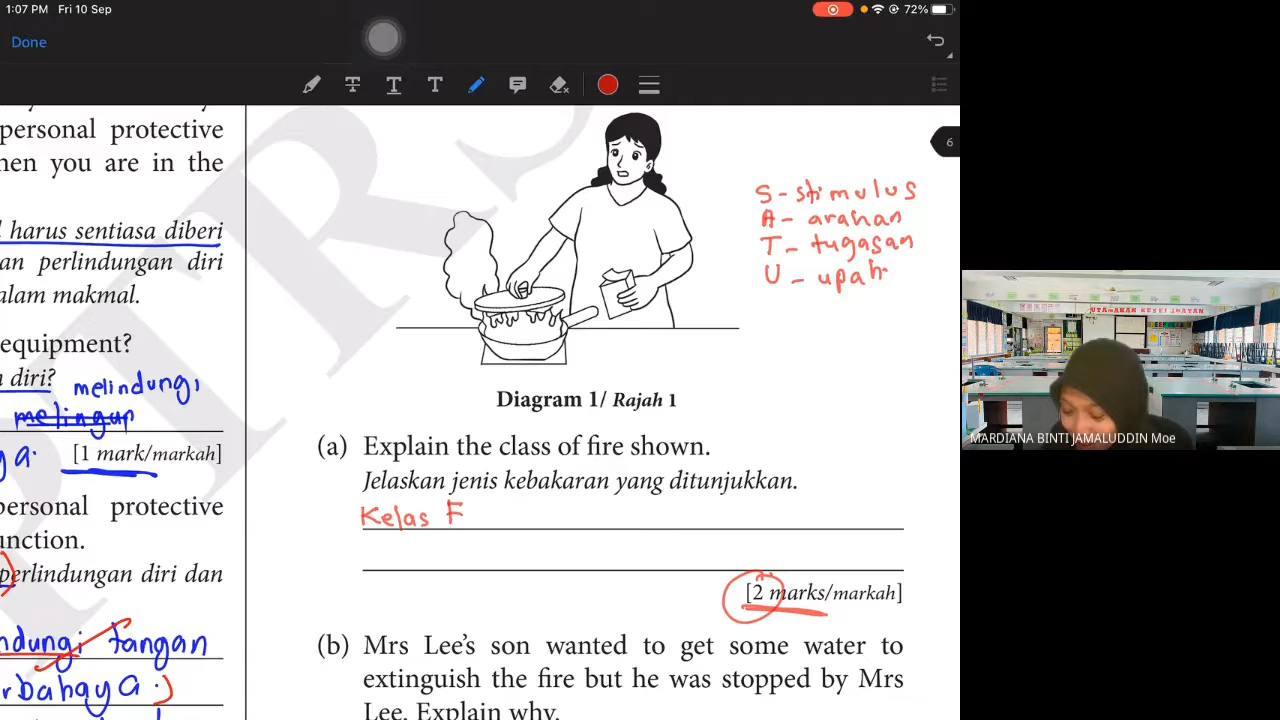 1:07 PM Fri 10 Sep
72%
Done
T
T
T
6
personal protective
hen you are in the
harus sentiasa diberi
an perlindungan diri
alam makmal.
equipment?
diri?
melindungi
melingup
a.
[1 mark/markah]
personal protective
unction.
perlindungan diri dan
ndungi tangan
rbahaya.
S - stimulus
A - arahan
T - tugasan
U - upah
Diagram 1/ Rajah 1
(a) Explain the class of fire shown.
Jelaskan jenis kebakaran yang ditunjukkan.
Kelas F
[2 marks/markah]
(b) Mrs Lee's son wanted to get some water to
extinguish the fire but he was stopped by Mrs
Lee. Explain why.
MARDIANA BINTI JAMALUDDIN Moe